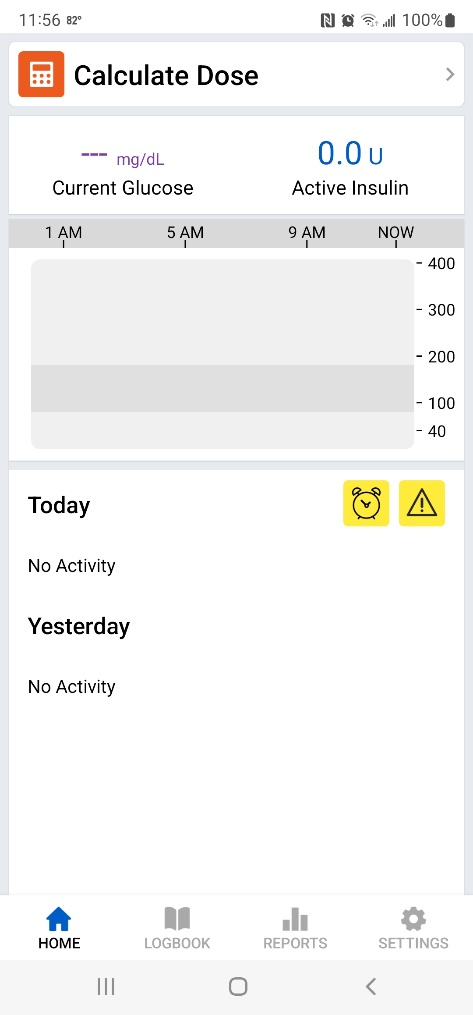 11:56 82° 100%
Calculate Dose
--- mg/dL 0.0 U
Current Glucose Active Insulin
1 AM 5 AM 9 AM NOW
400
300
200
100
40
Today
No Activity
Yesterday
No Activity
HOME LOGBOOK REPORTS SETTINGS